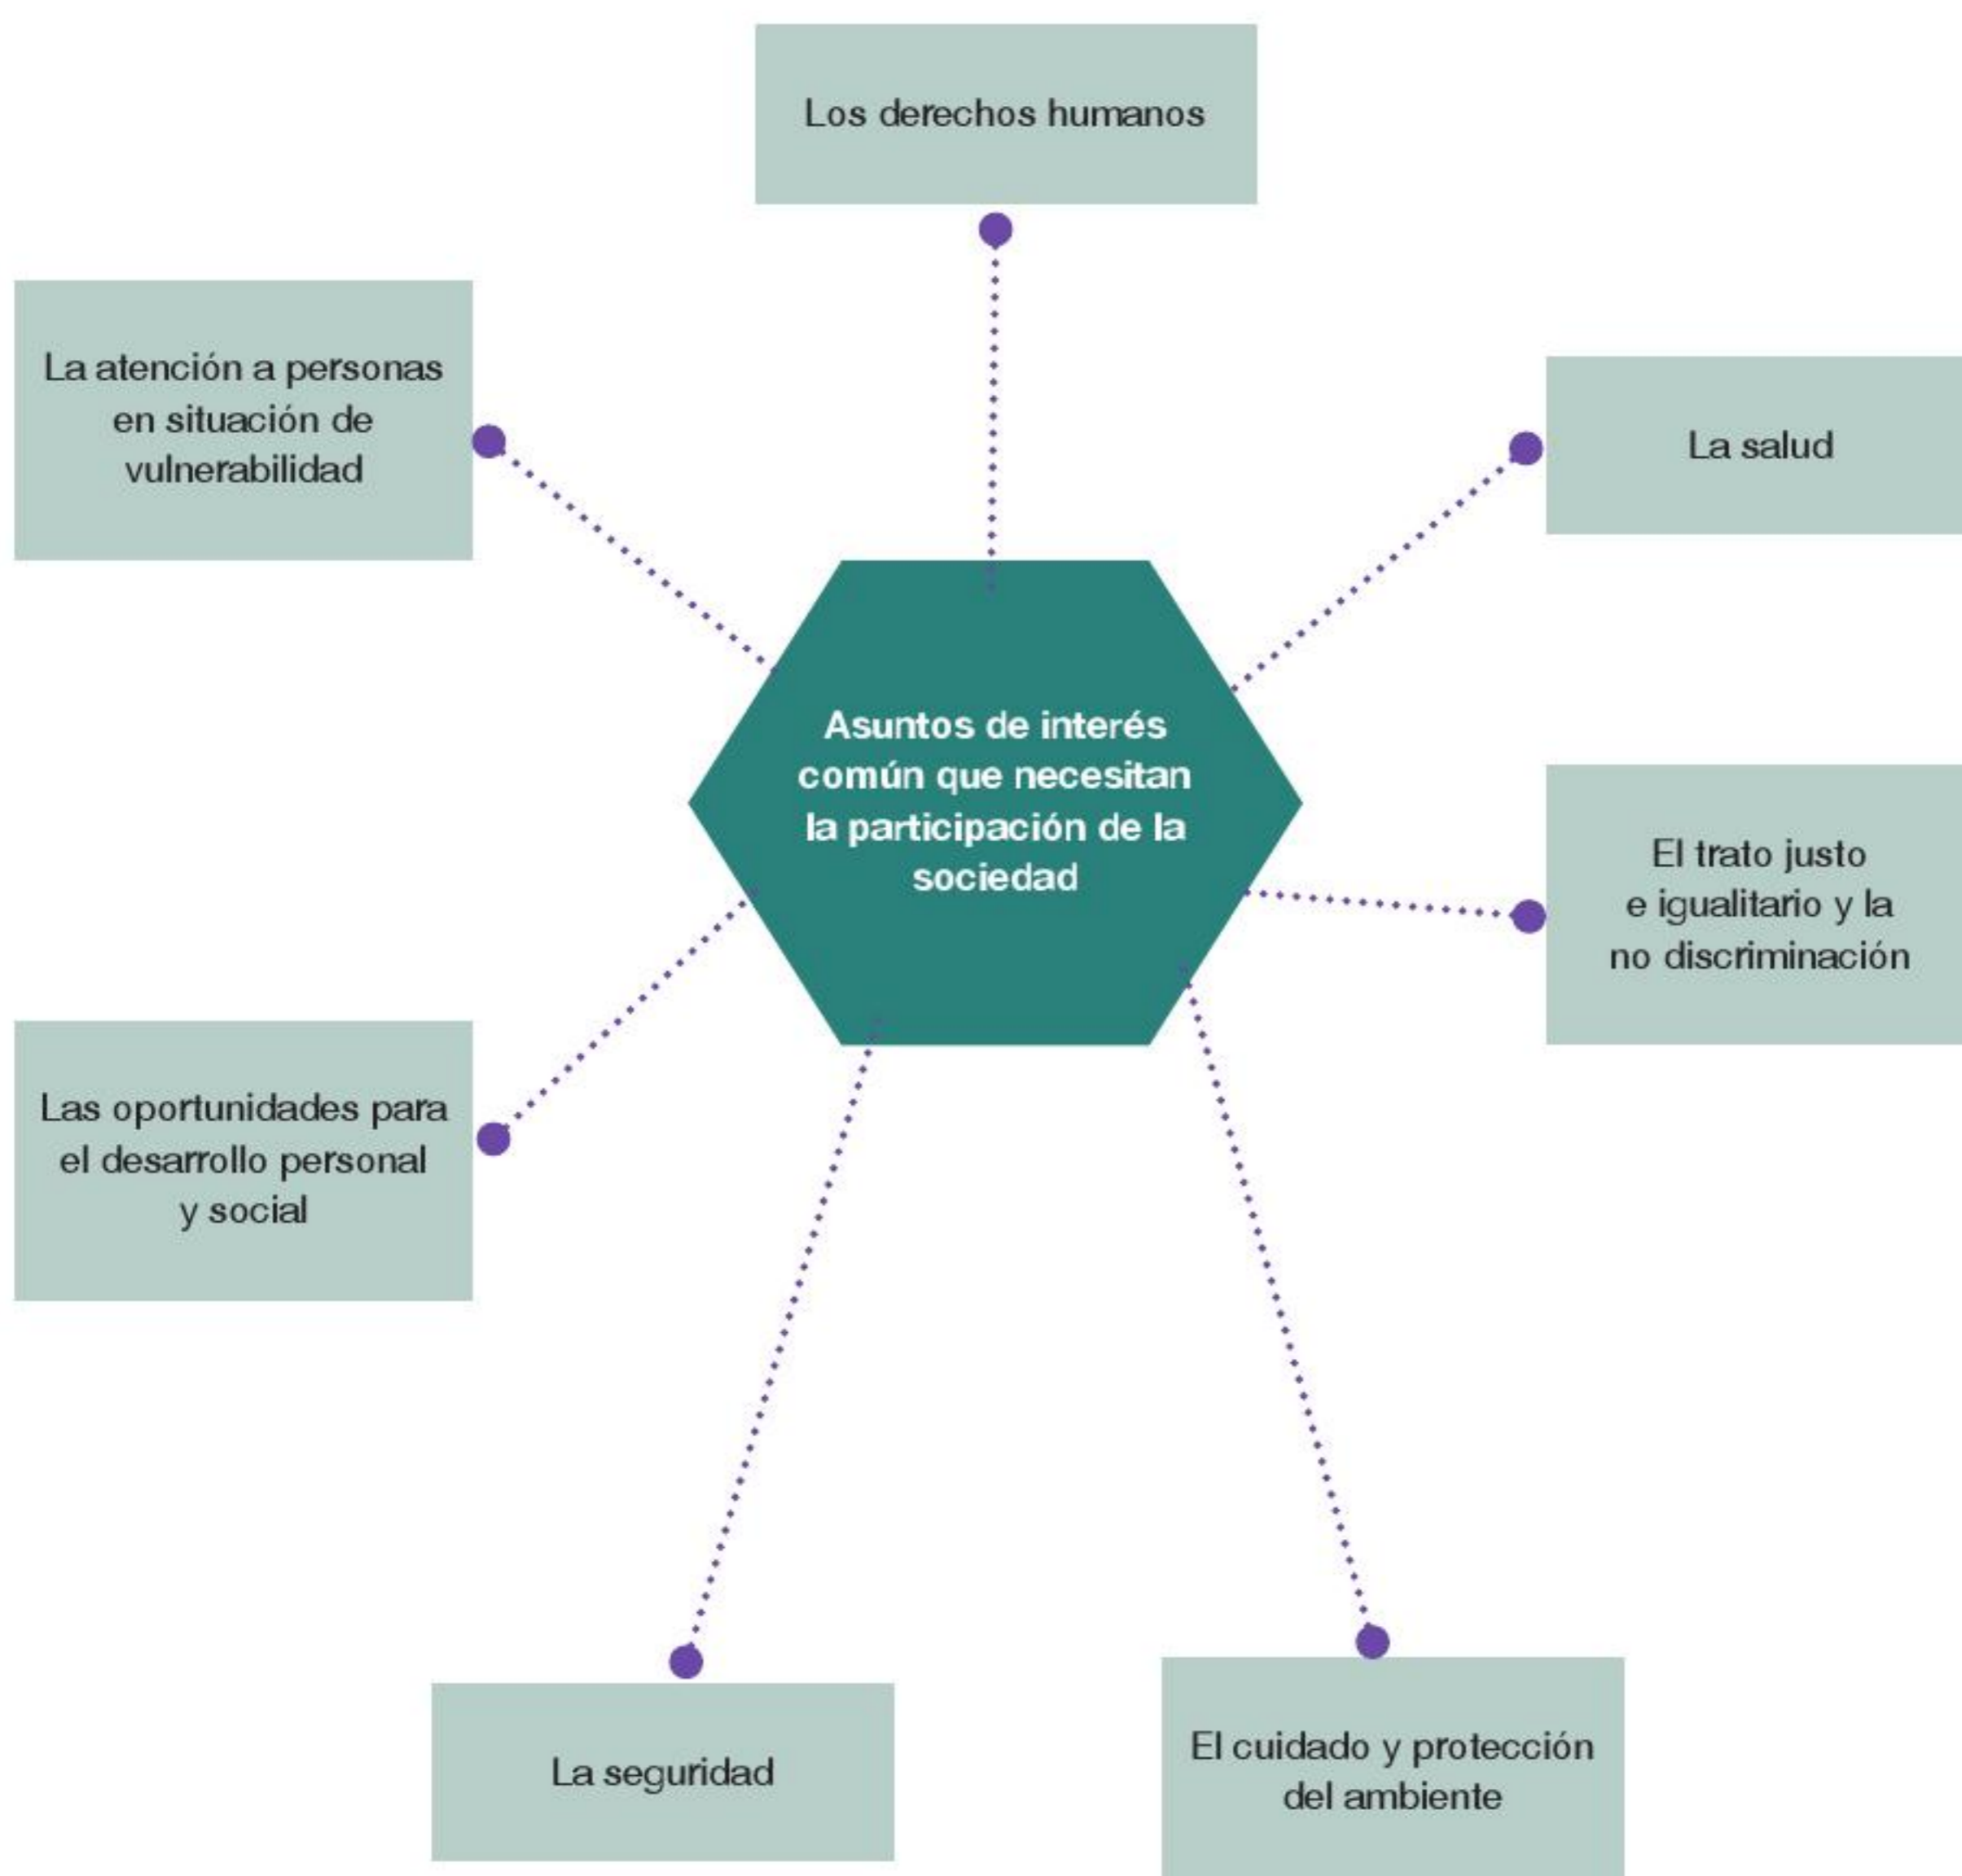 Los derechos humanos
La atención a personas
en situación de
vulnerabilidad
La salud
Asuntos de interés
común que necesitan
la participación de la
sociedad
El trato justo
e igualitario y la
no discriminación
Las oportunidades para
el desarrollo personal
y social
La seguridad
El cuidado y protección
del ambiente